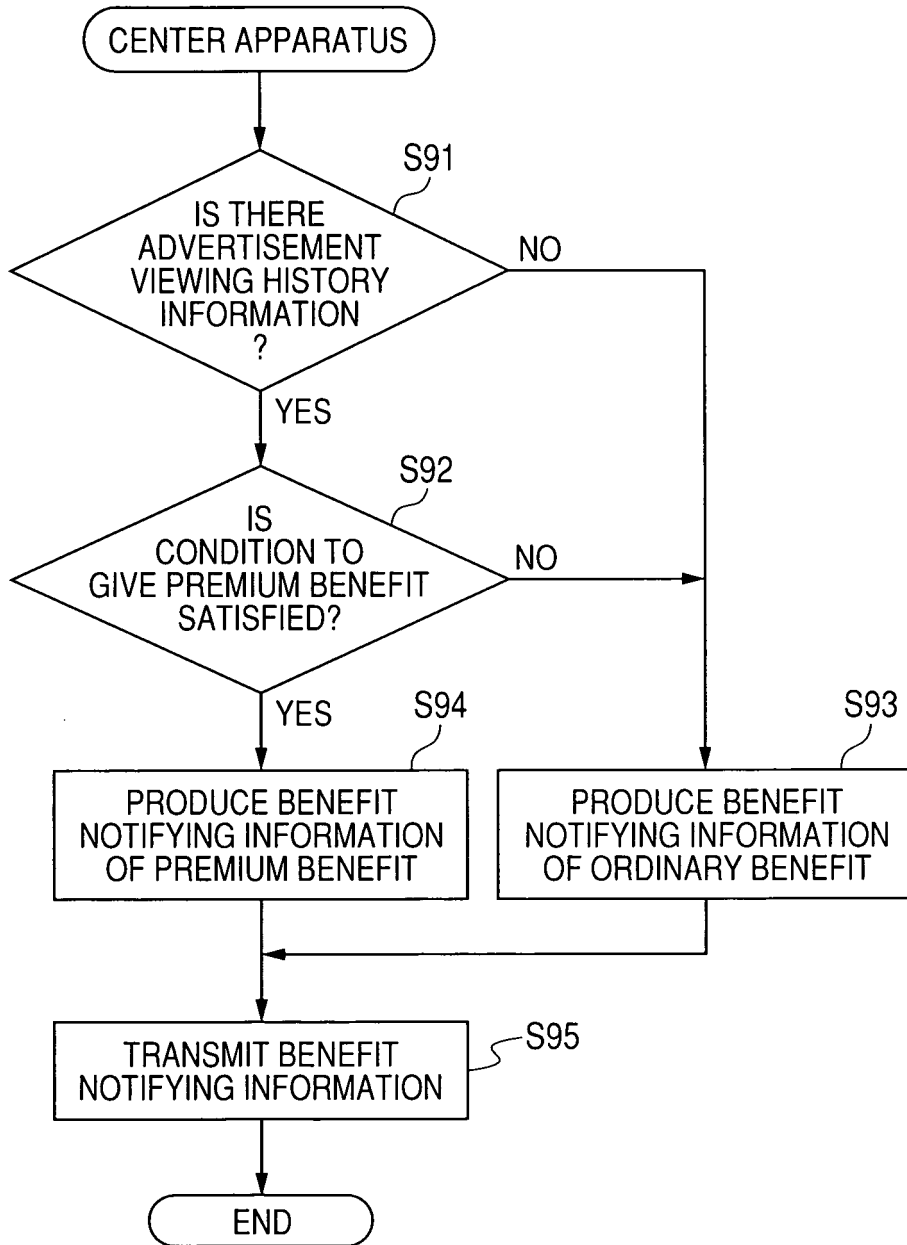 CENTER APPARATUS
S91
IS THERE
ADVERTISEMENT
VIEWING HISTORY
INFORMATION
?
NO
YES
S92
IS
CONDITION TO
GIVE PREMIUM BENEFIT
SATISFIED?
NO
YES
S94
PRODUCE BENEFIT
NOTIFYING INFORMATION
OF PREMIUM BENEFIT
S93
PRODUCE BENEFIT
NOTIFYING INFORMATION
OF ORDINARY BENEFIT
S95
TRANSMIT BENEFIT
NOTIFYING INFORMATION
END